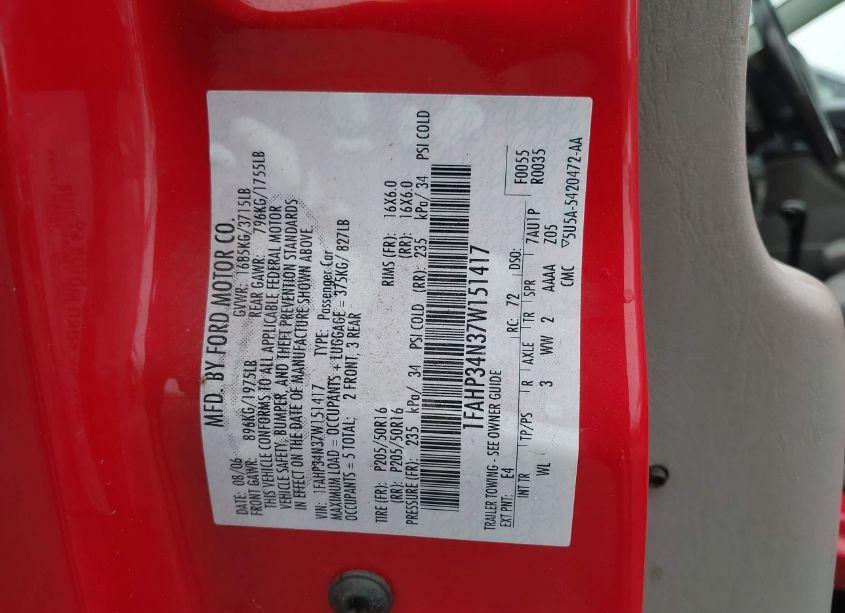 MFD. BY FORD MOTOR CO.
DATE: 08/06 GVWR: 1685KG/3715LB
FRONT GAWR: 896KG/1975LB REAR GAWR: 796KG/1755LB
THIS VEHICLE CONFORMS TO ALL APPLICABLE FEDERAL MOTOR
VEHICLE SAFETY, BUMPER, AND THEFT PREVENTION STANDARDS
IN EFFECT ON THE DATE OF MANUFACTURE SHOWN ABOVE.
VIN: 1FAHP34N37W151417 TYPE: Passenger Car
MAXIMUM LOAD = OCCUPANTS + LUGGAGE = 375KG/ 827LB
OCCUPANTS = 5 TOTAL: 2 FRONT, 3 REAR
TIRE (FR): P205/50R16 RIMS (FR): 16X6.0
(RR): P205/50R16 (RR): 16X6.0
PRESSURE (FR): 235 kPa/ 34 PSI COLD (RR): 235 kPa/ 34 PSI COLD
1FAHP34N37W151417
TRAILER TOWING - SEE OWNER GUIDE F0055
EXT PNT: E4 RC: 72 DSO: R0035
INT TR TP/PS R AXLE TR SPR 7AU1P
WL 3 WW 2 AAAA Z05
CMC 5U5A-5420472-AA